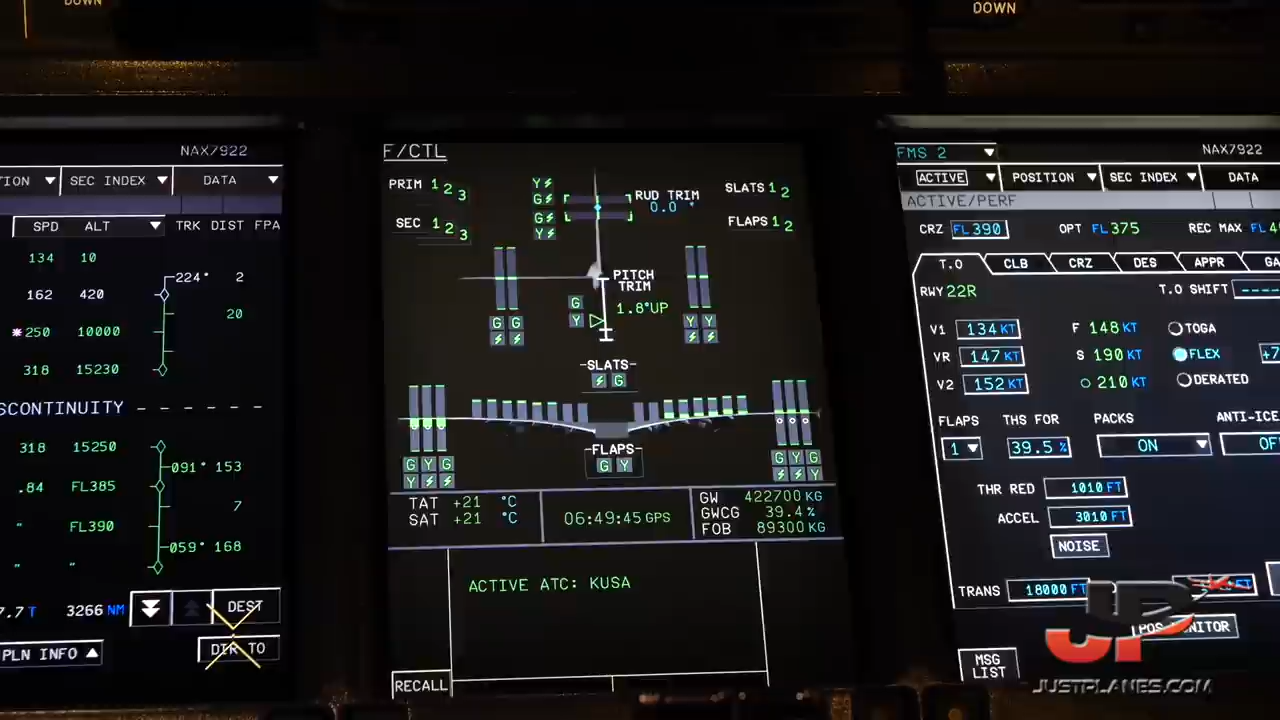 DOWN
DOWN
NAX7922
SEC INDEX
DATA
SPD ALT
TRK DIST FPA
134 10
224° 2
162 420
20
*250 10000
318 15230
DISCONTINUITY - - - - - -
318 15250
091° 153
.84 FL385
7
" FL390
059° 168
" "
7.7 T 3266 NM
DEST
DIR TO
PLN INFO
F/CTL
PRIM 1 2 3
SEC 1 2 3
Y
G
G
Y
RUD TRIM
0.0 °
SLATS 1 2
FLAPS 1 2
PITCH
TRIM
1.8°UP
G
Y
G G
Y Y
SLATS
G
FLAPS
G Y
G Y G
Y
G Y G
Y
TAT +21 °C
SAT +21 °C
06:49:45 GPS
GW 422700 KG
GWCG 39.4 %
FOB 89300 KG
ACTIVE ATC: KUSA
RECALL
FMS 2
NAX7922
ACTIVE
POSITION
SEC INDEX
DATA
ACTIVE/PERF
CRZ FL390
OPT FL375
REC MAX FL4
T.O
CLB
CRZ
DES
APPR
GA
RWY 22R
T.O SHIFT ----
V1 134 KT
F 148 KT
TOGA
VR 147 KT
S 190 KT
FLEX +7
V2 152 KT
O 210 KT
DERATED
FLAPS
THS FOR
PACKS
ANTI-ICE
1
39.5 %
ON
OF
THR RED 1010 FT
ACCEL 3010 FT
NOISE
TRANS 18000 FT
POS MONITOR
MSG
LIST
JP
JUSTPLANES.COM